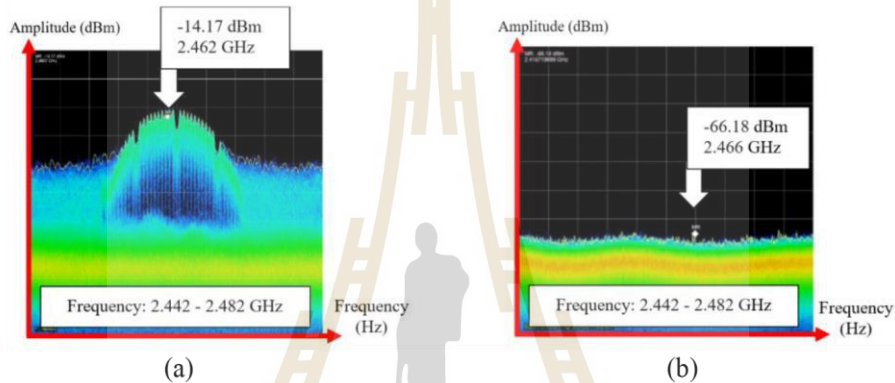 Amplitude (dBm)
-14.17 dBm
2.462 GHz
Frequency: 2.442 - 2.482 GHz
Frequency
(Hz)
(a)
Amplitude (dBm)
-66.18 dBm
2.466 GHz
Frequency: 2.442 - 2.482 GHz
Frequency
(Hz)
(b)